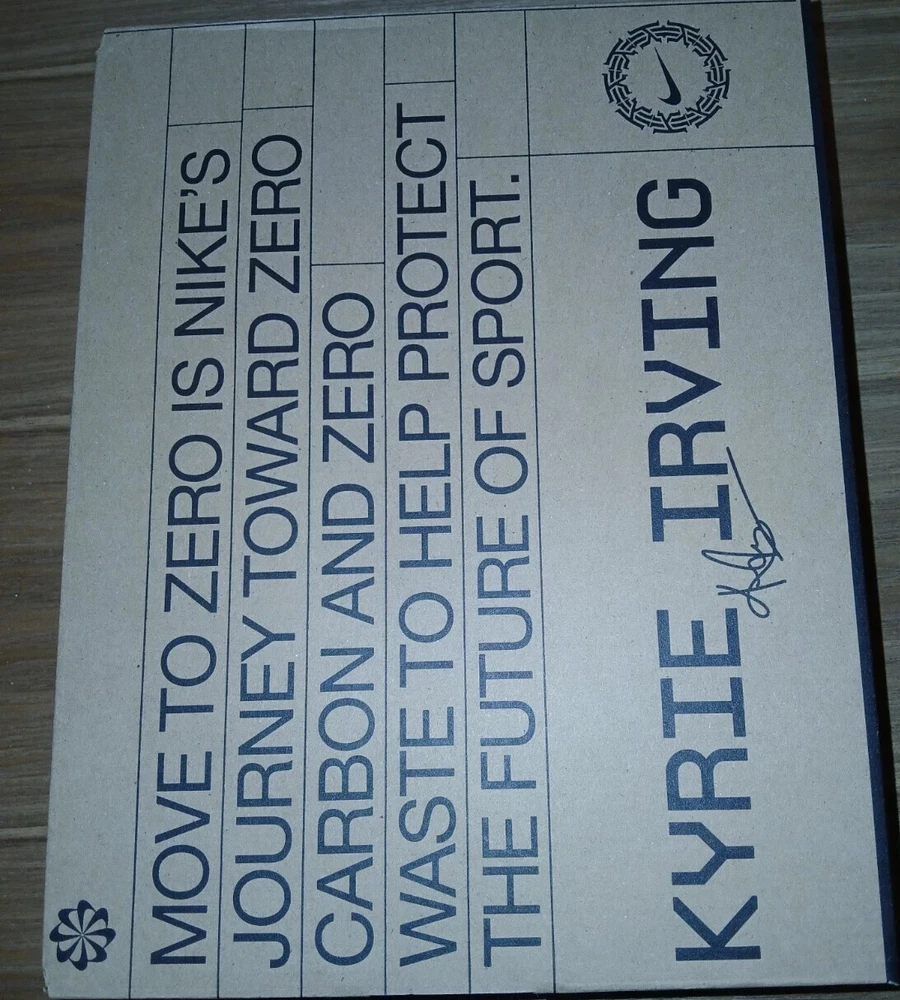 MOVE TO ZERO IS NIKE'S
JOURNEY TOWARD ZERO
CARBON AND ZERO
WASTE TO HELP PROTECT
THE FUTURE OF SPORT.
KYRIE IRVING